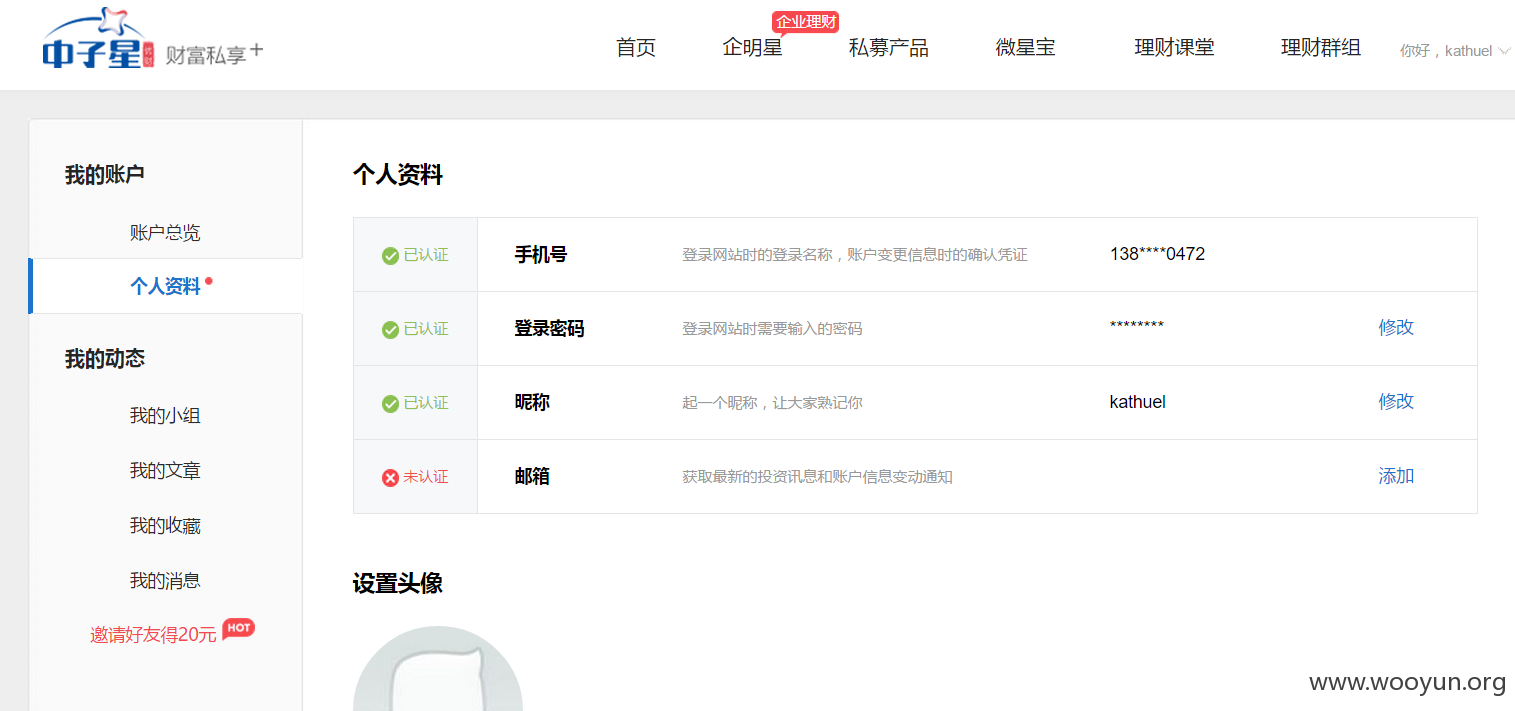 企业理财
中子星 财富私享+
首页 企明星 私募产品 微星宝 理财课堂 理财群组 你好，kathuel
我的账户
账户总览
个人资料
我的动态
我的小组
我的文章
我的收藏
我的消息
邀请好友得20元 HOT
个人资料
已认证 手机号 登录网站时的登录名称，账户变更信息时的确认凭证 138****0472
已认证 登录密码 登录网站时需要输入的密码 ******** 修改
已认证 昵称 起一个昵称，让大家熟记你 kathuel 修改
未认证 邮箱 获取最新的投资讯息和账户信息变动通知 添加
设置头像
www.wooyun.org